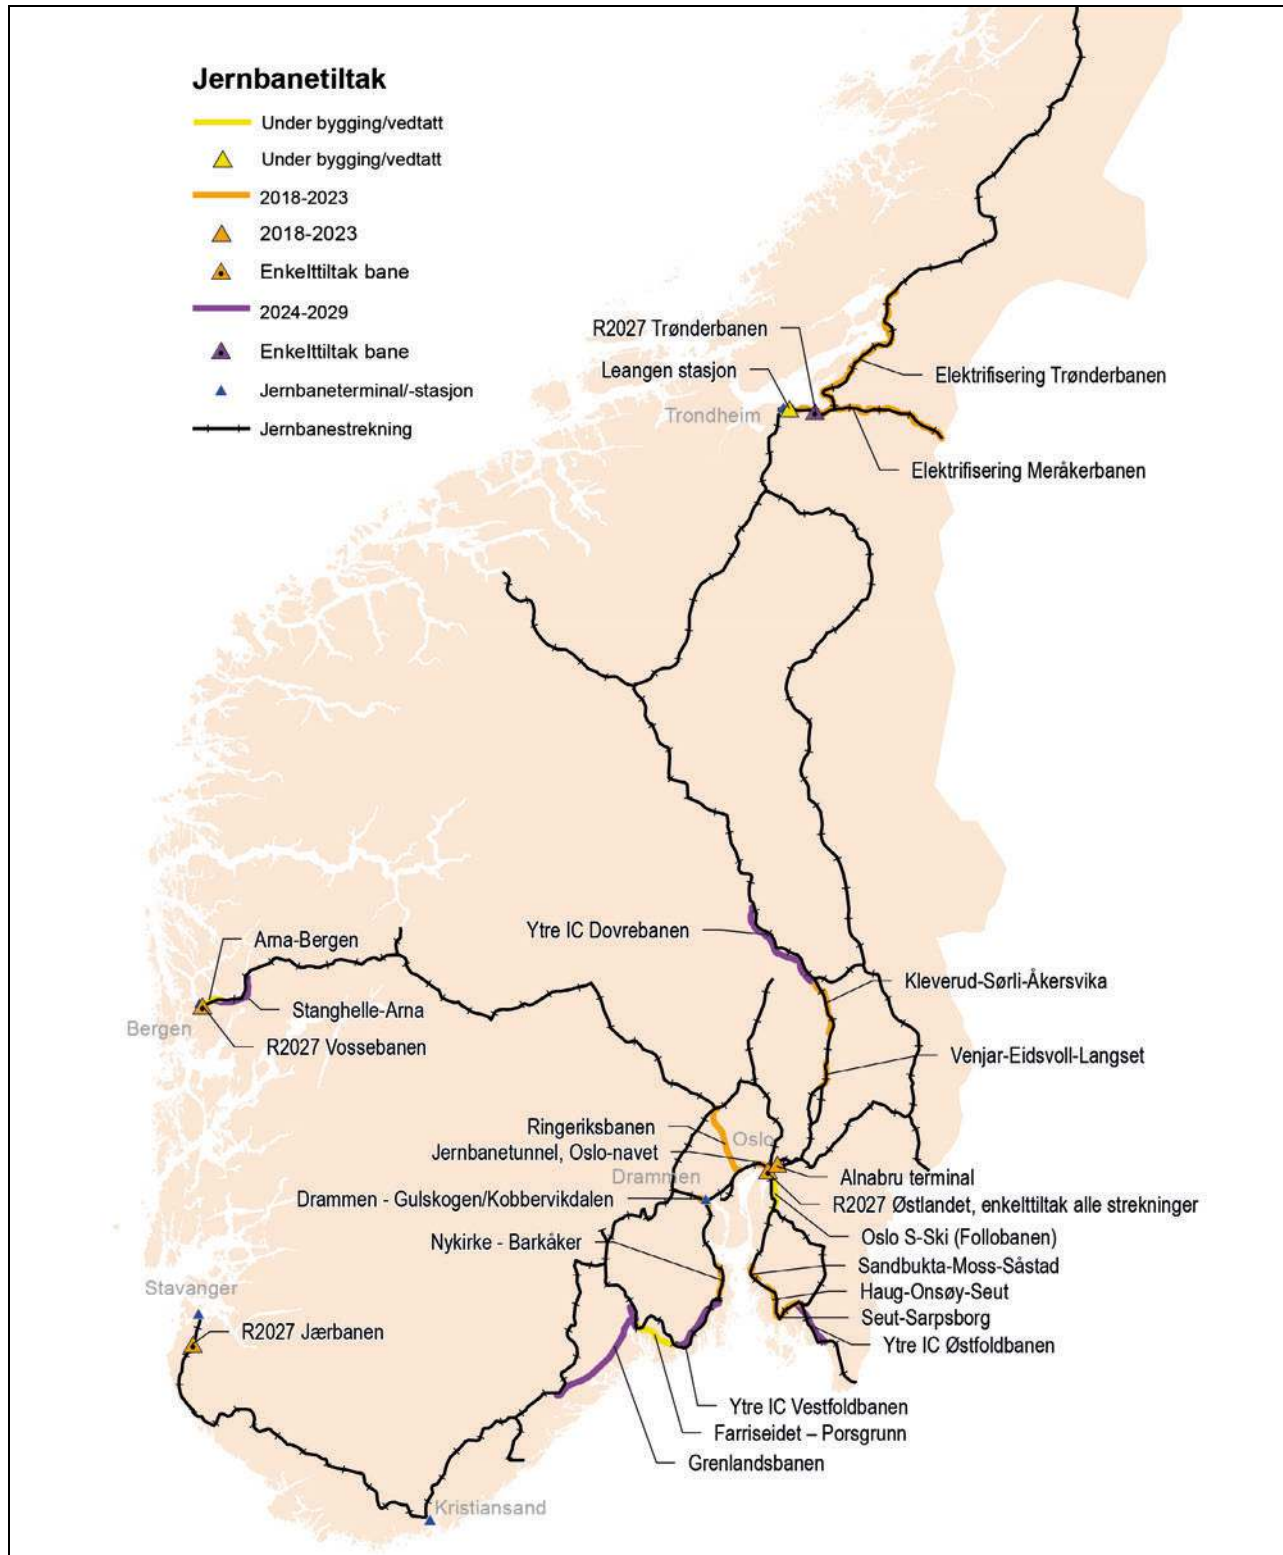 Jernbanetiltak
Under bygging/vedtatt
Under bygging/vedtatt
2018-2023
2018-2023
Enkelttiltak bane
2024-2029
Enkelttiltak bane
Jernbaneterminal/-stasjon
Jernbanestrekning
R2027 Trønderbanen
Leangen stasjon
Elektrifisering Trønderbanen
Trondheim
Elektrifisering Meråkerbanen
Ytre IC Dovrebanen
Arna-Bergen
Kleverud-Sørli-Åkersvika
Stanghelle-Arna
Bergen
R2027 Vossebanen
Venjar-Eidsvoll-Langset
Ringeriksbanen
Oslo
Jernbanetunnel, Oslo-navet
Drammen
Alnabru terminal
Drammen - Gulskogen/Kobbervikdalen
R2027 Østlandet, enkelttiltak alle strekninger
Oslo S-Ski (Follobanen)
Nykirke - Barkåker
Sandbukta-Moss-Såstad
Stavanger
Haug-Onsøy-Seut
Seut-Sarpsborg
R2027 Jærbanen
Ytre IC Østfoldbanen
Ytre IC Vestfoldbanen
Farriseidet – Porsgrunn
Grenlandsbanen
Kristiansand